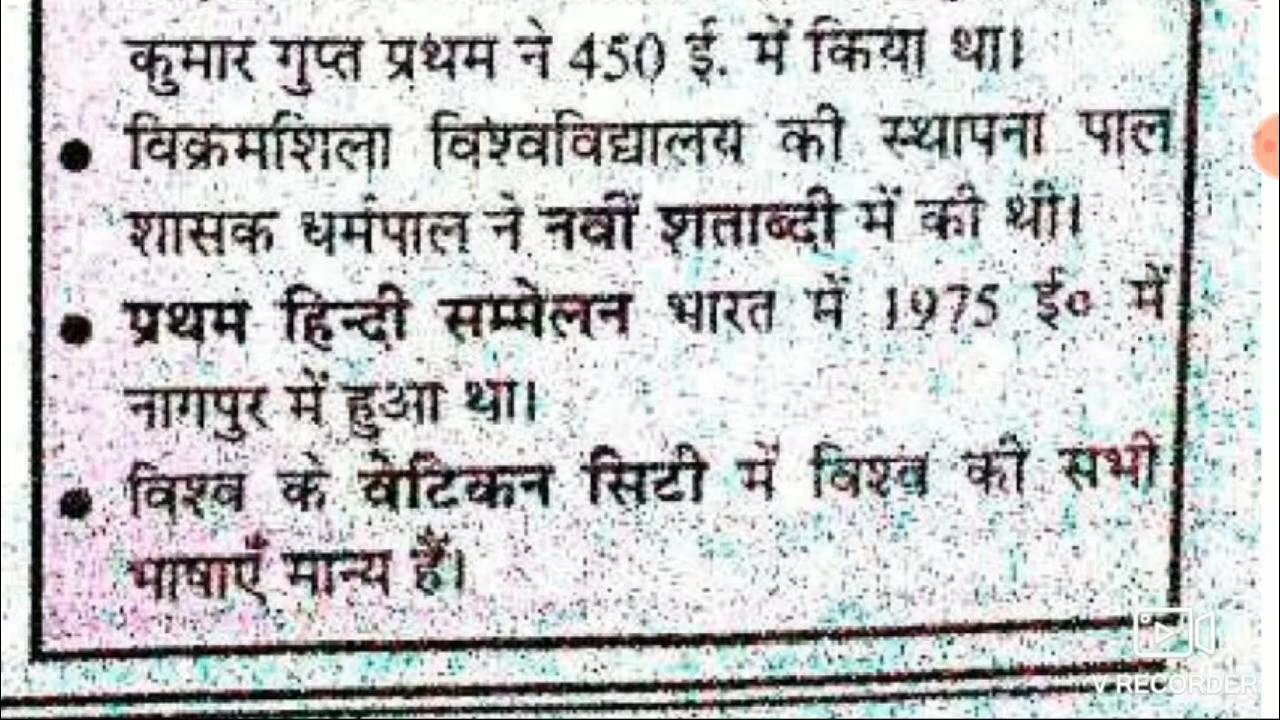 कुमार गुप्त प्रथम ने 450 ई. में किया था।
● विक्रमशिला विश्वविद्यालय की स्थापना पाल
शासक धर्मपाल ने नवीं शताब्दी में की थी।
● प्रथम हिन्दी सम्मेलन भारत में 1975 ई० में
नागपुर में हुआ था।
● विश्व के वेटिकन सिटी में विश्व की सभी
भाषाएँ मान्य हैं।
V RECORDER